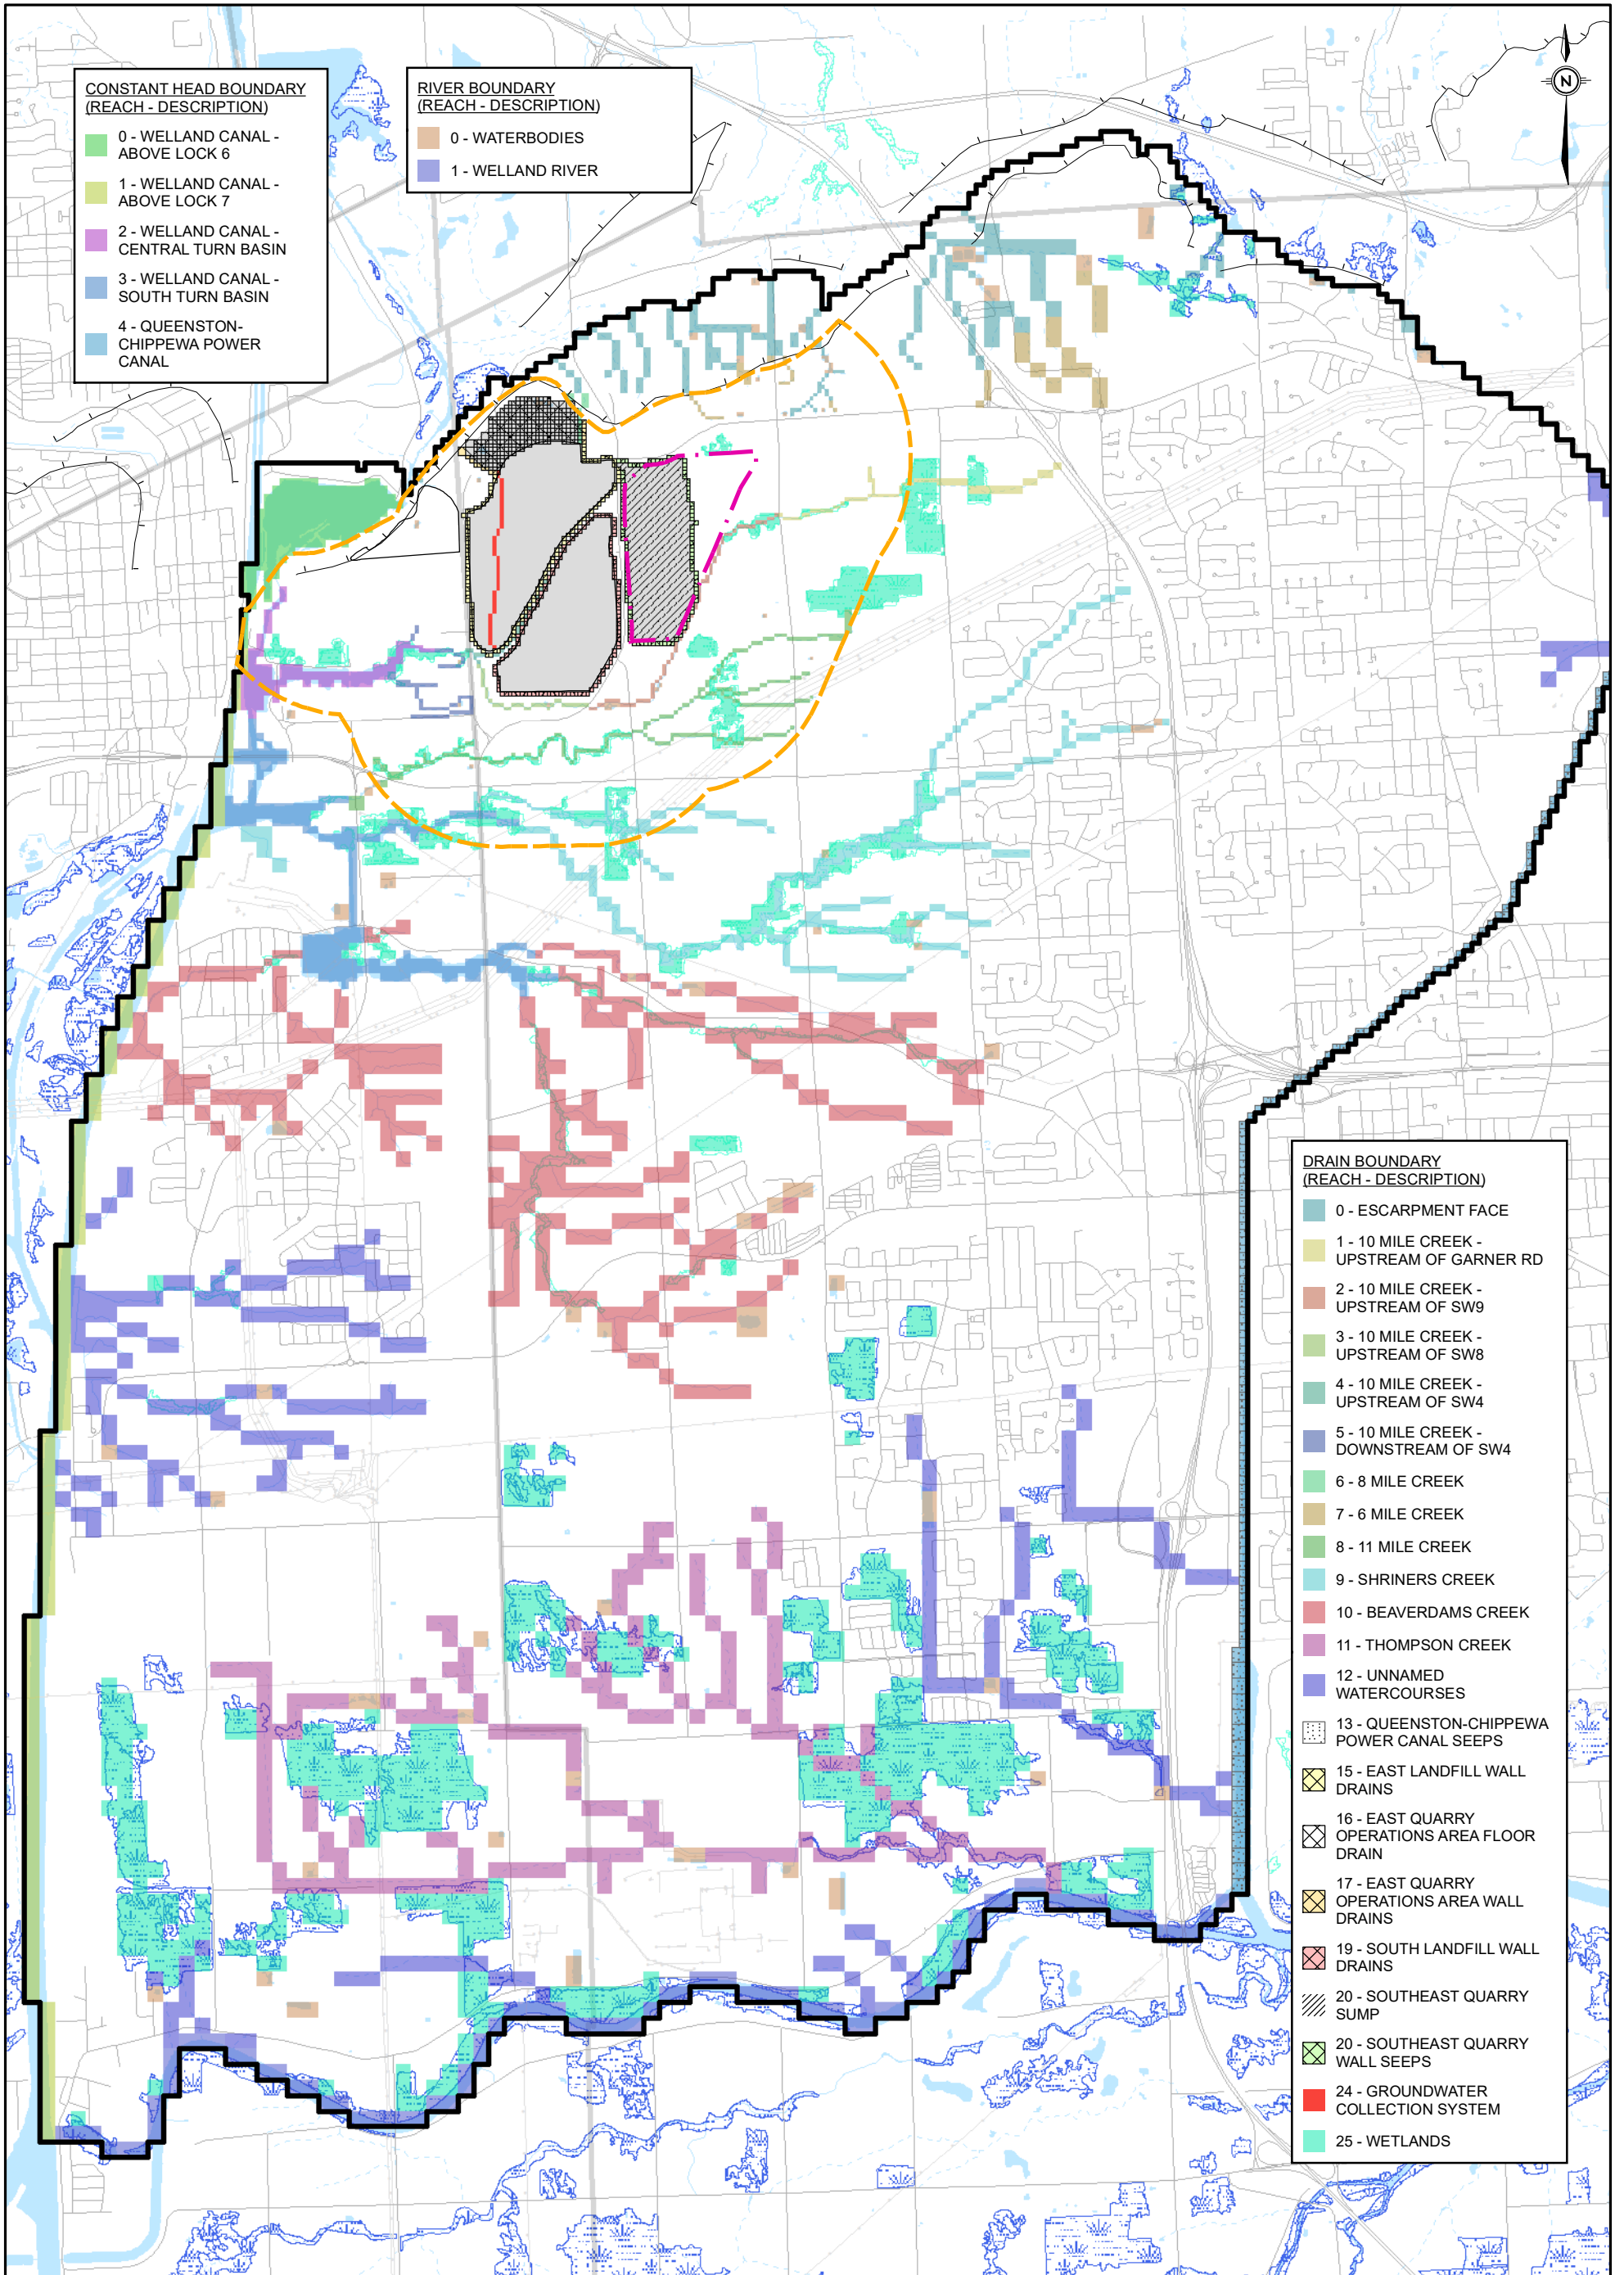 CONSTANT HEAD BOUNDARY
(REACH - DESCRIPTION)
0 - WELLAND CANAL -
ABOVE LOCK 6
1 - WELLAND CANAL -
ABOVE LOCK 7
2 - WELLAND CANAL -
CENTRAL TURN BASIN
3 - WELLAND CANAL -
SOUTH TURN BASIN
4 - QUEENSTON-
CHIPPEWA POWER
CANAL
RIVER BOUNDARY
(REACH - DESCRIPTION)
0 - WATERBODIES
1 - WELLAND RIVER
N
DRAIN BOUNDARY
(REACH - DESCRIPTION)
0 - ESCARPMENT FACE
1 - 10 MILE CREEK -
UPSTREAM OF GARNER RD
2 - 10 MILE CREEK -
UPSTREAM OF SW9
3 - 10 MILE CREEK -
UPSTREAM OF SW8
4 - 10 MILE CREEK -
UPSTREAM OF SW4
5 - 10 MILE CREEK -
DOWNSTREAM OF SW4
6 - 8 MILE CREEK
7 - 6 MILE CREEK
8 - 11 MILE CREEK
9 - SHRINERS CREEK
10 - BEAVERDAMS CREEK
11 - THOMPSON CREEK
12 - UNNAMED
WATERCOURSES
13 - QUEENSTON-CHIPPEWA
POWER CANAL SEEPS
15 - EAST LANDFILL WALL
DRAINS
16 - EAST QUARRY
OPERATIONS AREA FLOOR
DRAIN
17 - EAST QUARRY
OPERATIONS AREA WALL
DRAINS
19 - SOUTH LANDFILL WALL
DRAINS
20 - SOUTHEAST QUARRY
SUMP
20 - SOUTHEAST QUARRY
WALL SEEPS
24 - GROUNDWATER
COLLECTION SYSTEM
25 - WETLANDS